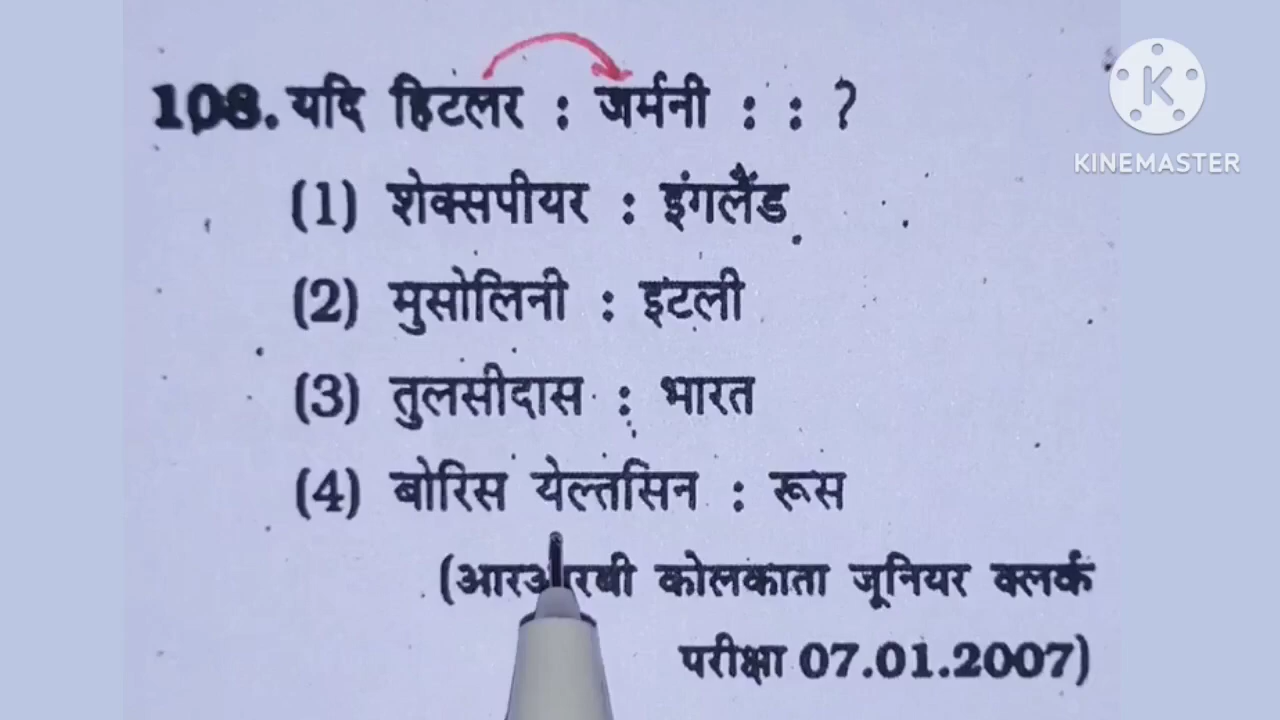 108. यदि हिटलर : जर्मनी : : ?
(1) शेक्सपीयर : इंगलैंड
(2) मुसोलिनी : इटली
(3) तुलसीदास : भारत
(4) बोरिस येल्तसिन : रूस
(आरआरबी कोलकाता जूनियर क्लर्क
परीक्षा 07.01.2007)
K
KINEMASTER